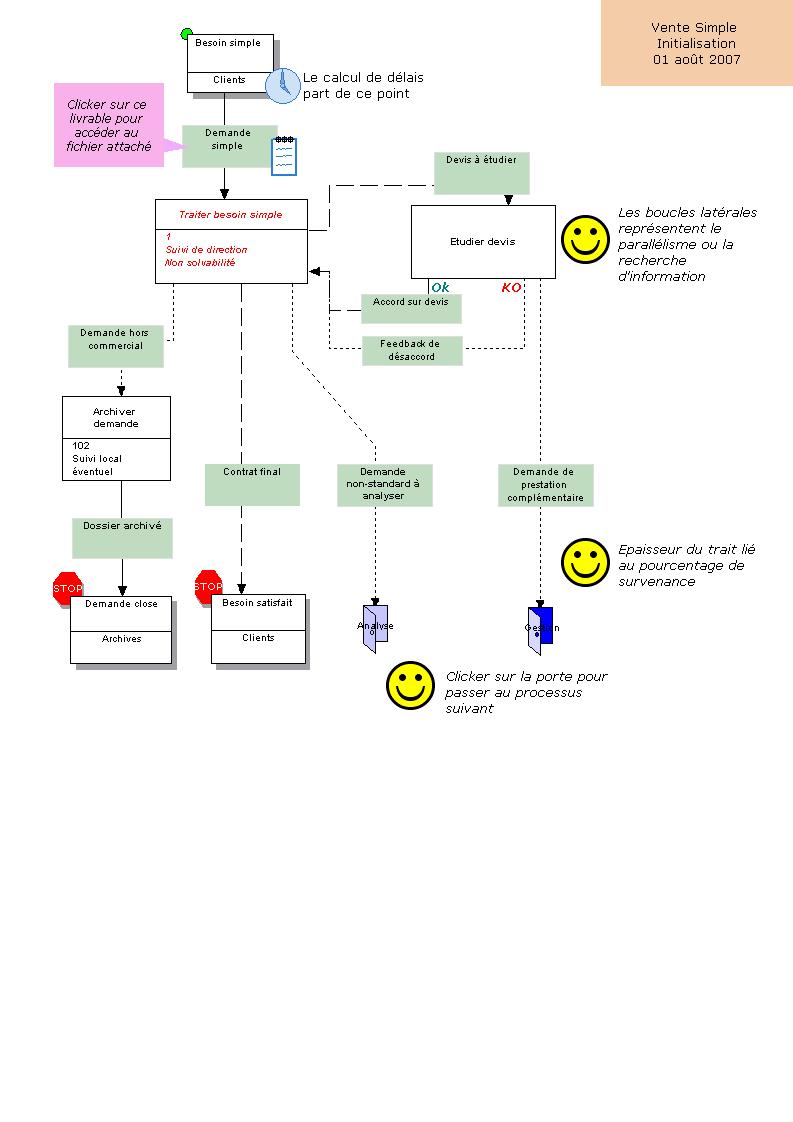 Vente Simple
Initialisation
01 août 2007
Besoin simple
Clients
Le calcul de délais
part de ce point
Clicker sur ce
livrable pour
accéder au
fichier attaché
Demande
simple
Devis à étudier
Traiter besoin simple
1
Suivi de direction
Non solvabilité
Etudier devis
Les boucles latérales
représentent le
parallélisme ou la
recherche
d'information
Ok
KO
Accord sur devis
Feedback de
désaccord
Demande hors
commercial
Archiver
demande
102
Suivi local
éventuel
Contrat final
Demande
non-standard à
analyser
Demande de
prestation
complémentaire
Dossier archivé
Epaisseur du trait lié
au pourcentage de
survenance
STOP
Demande close
Archives
STOP
Besoin satisfait
Clients
Analyse
Gestion
Clicker sur la porte pour
passer au processus
suivant